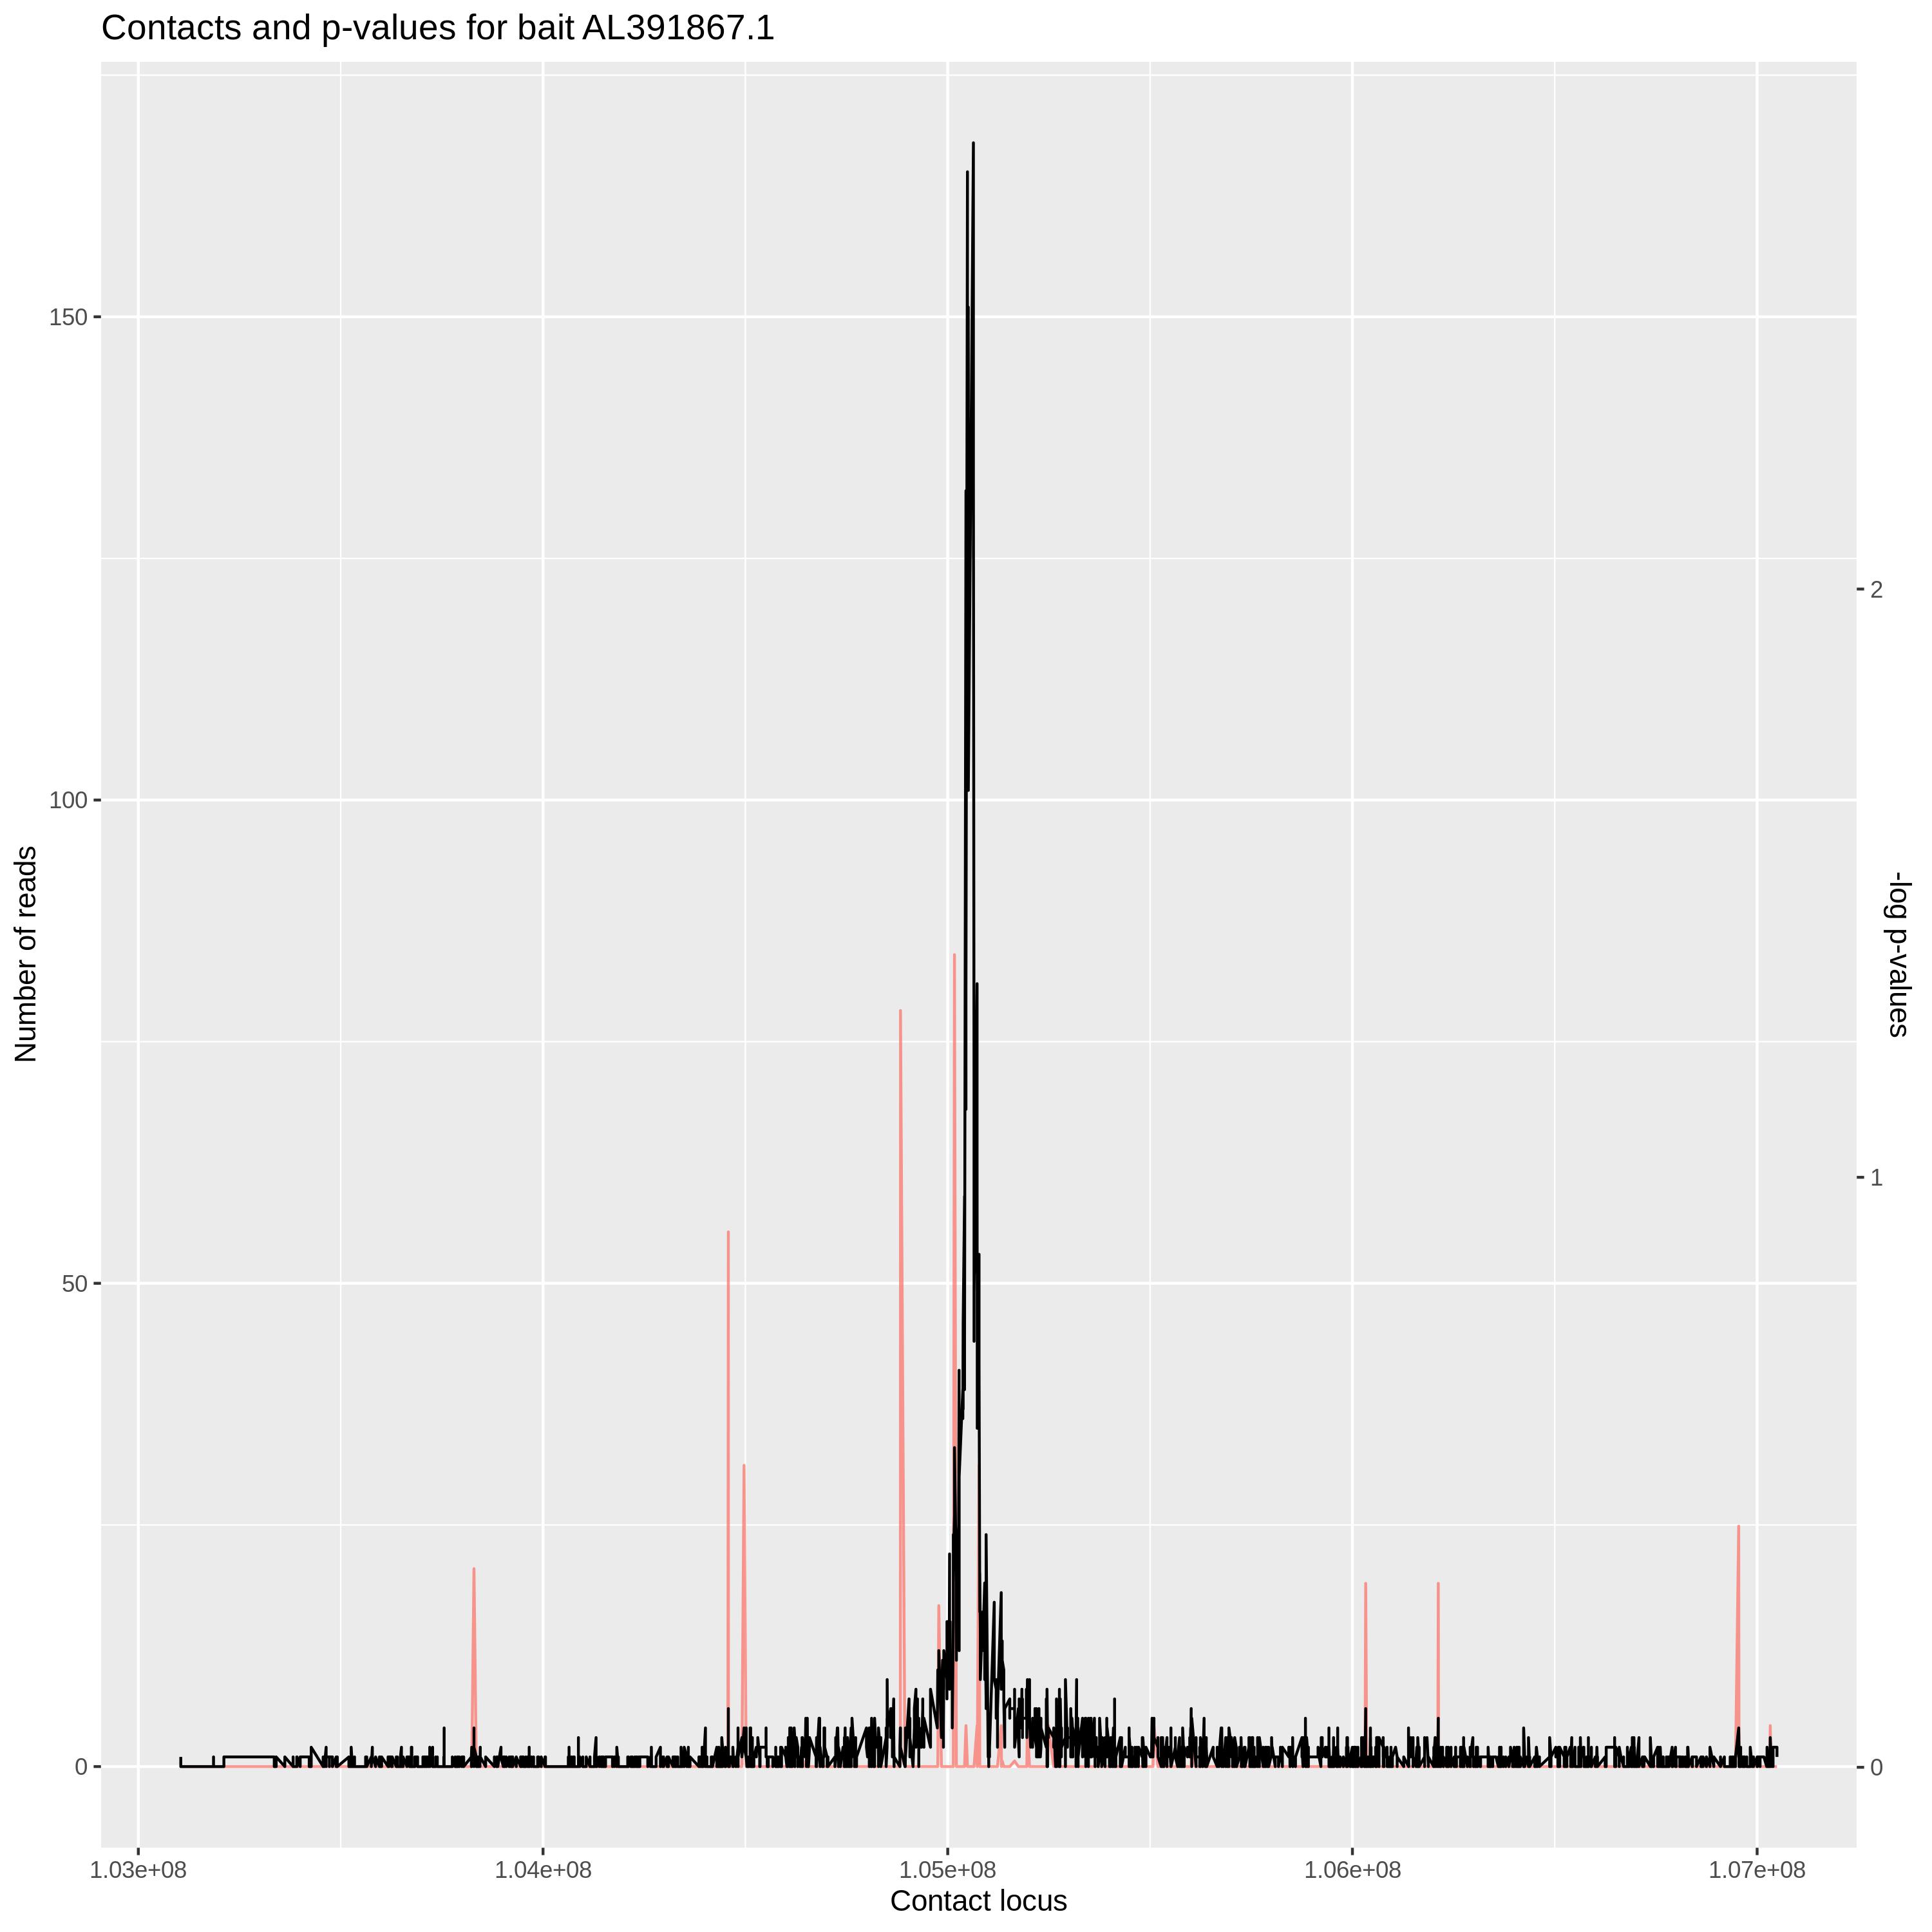 Contacts and p-values for bait AL391867.1
150
100
50
0
Number of reads
2
1
0
-log p-values
1.03e+08
1.04e+08
1.05e+08
1.06e+08
1.07e+08
Contact locus